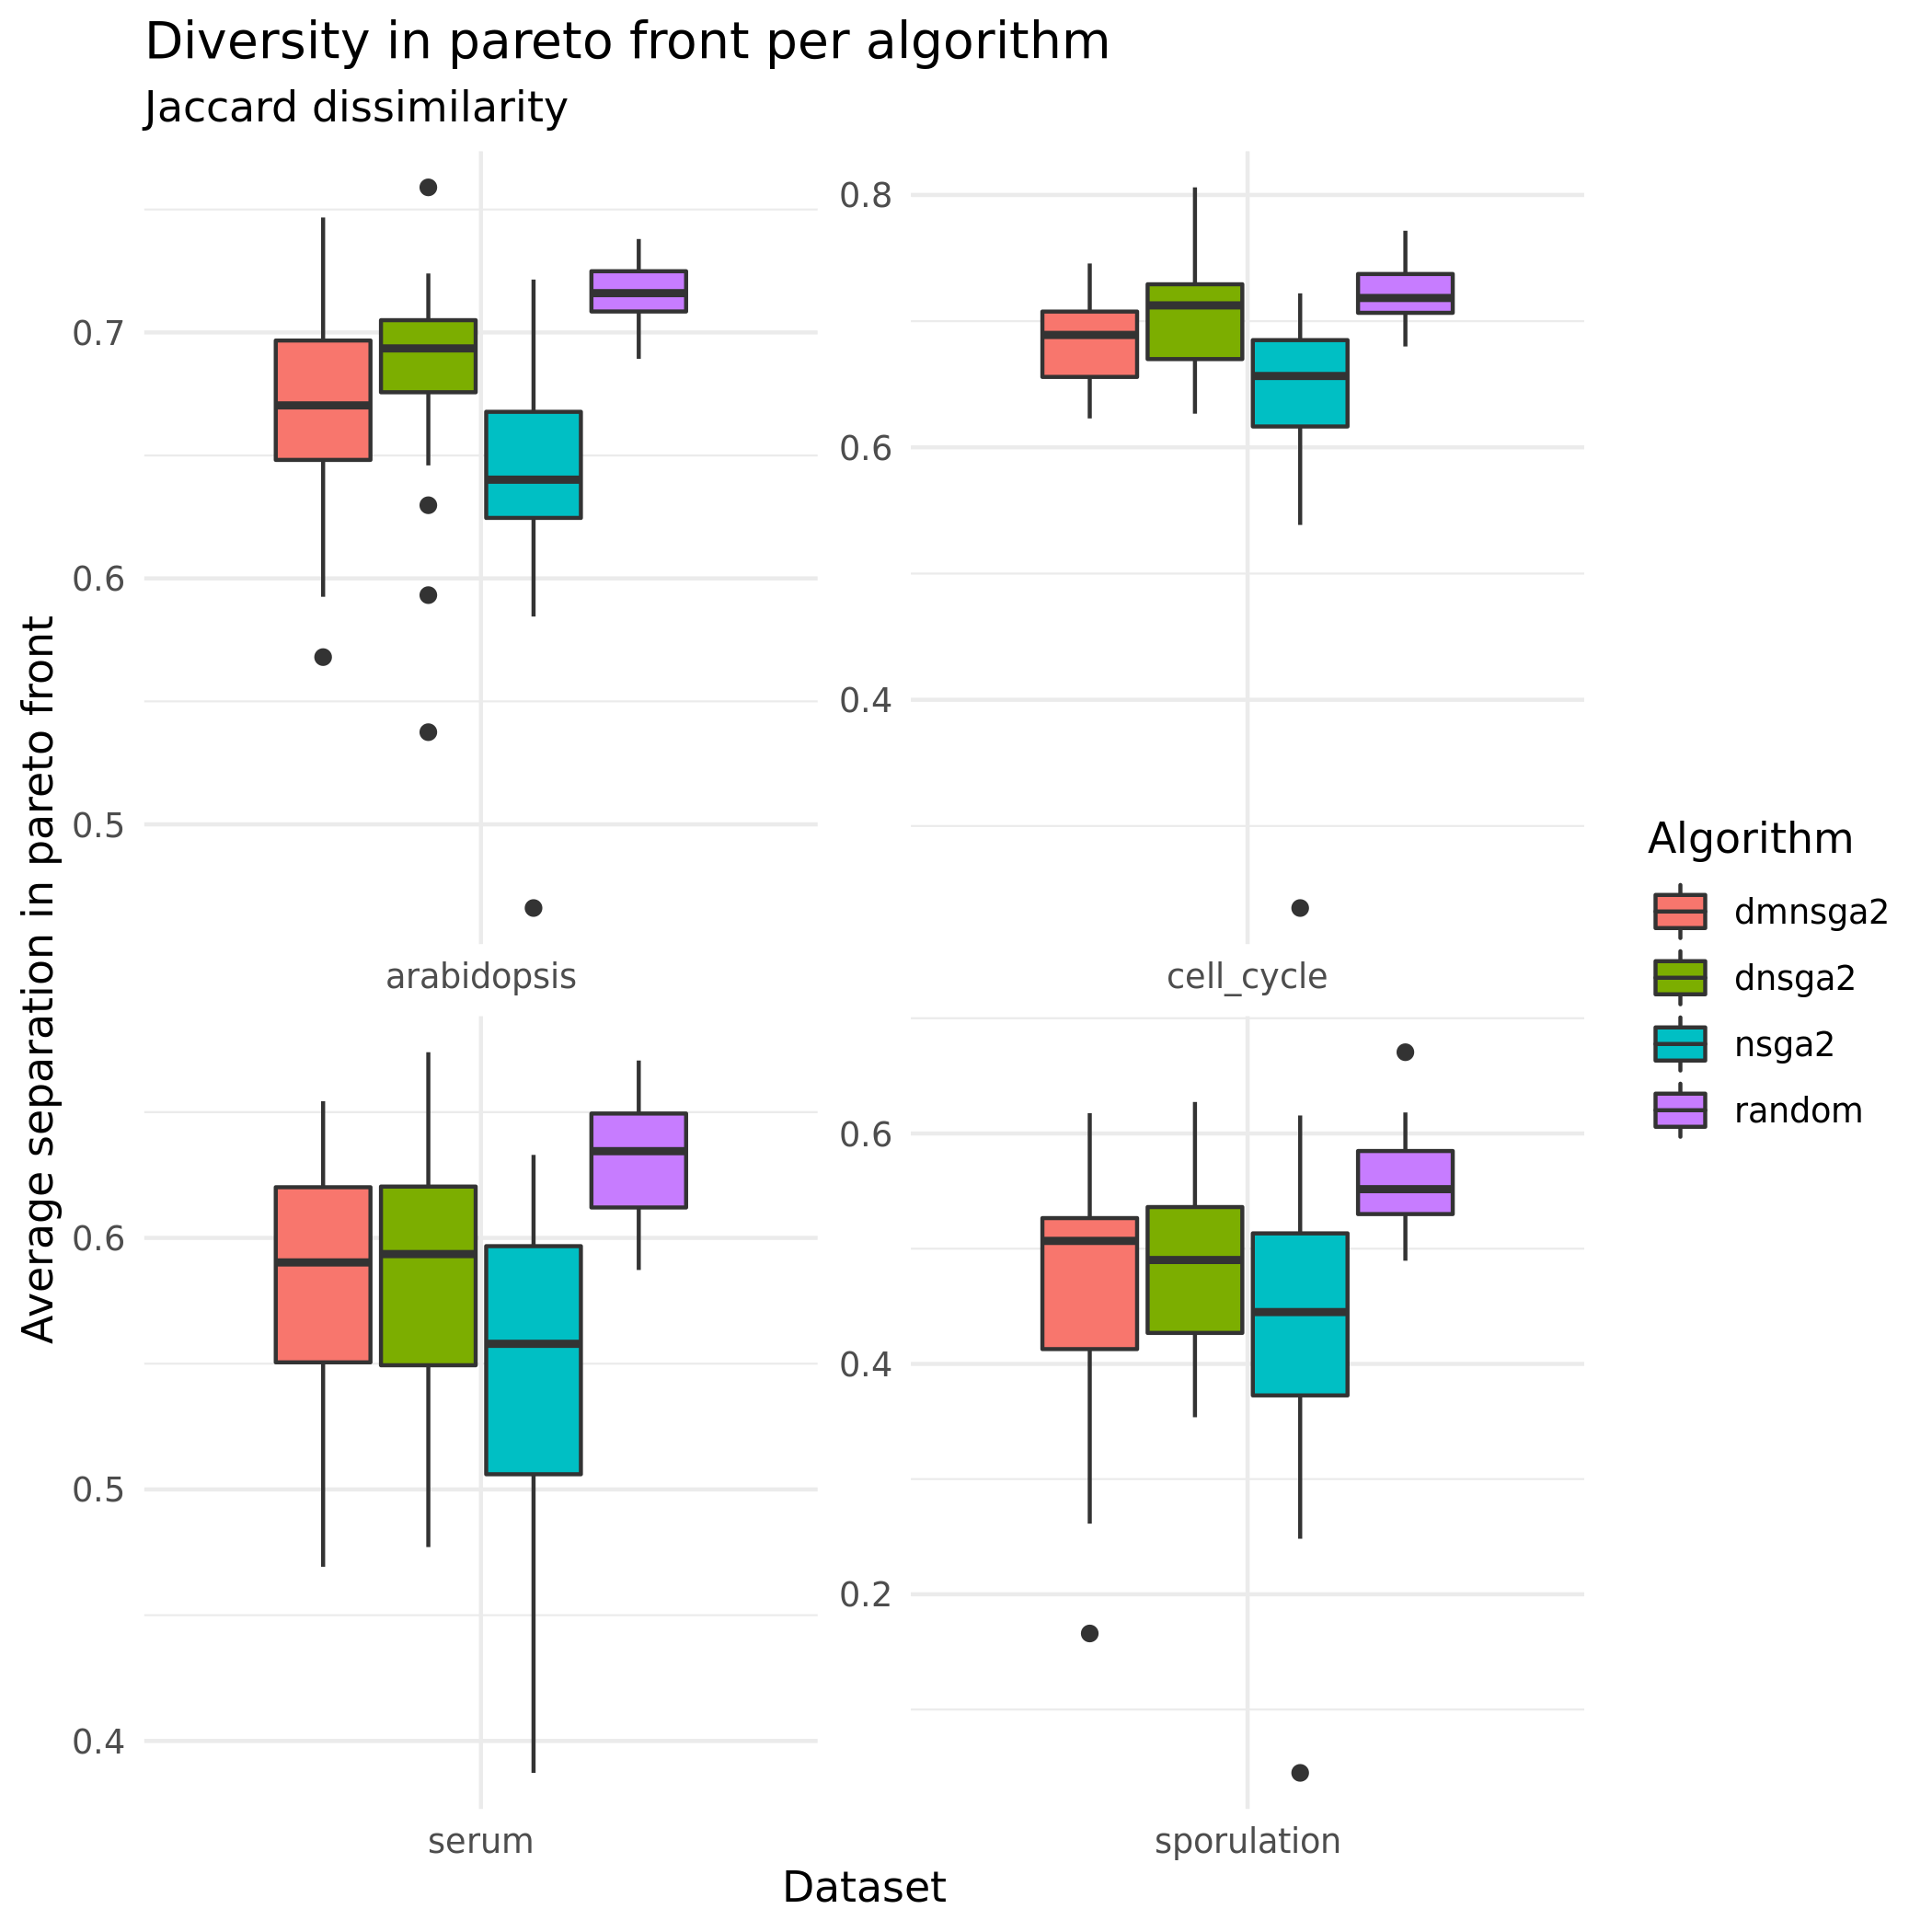 Diversity in pareto front per algorithm
Jaccard dissimilarity
Average separation in pareto front
0.7
0.6
0.5
arabidopsis
0.8
0.6
0.4
cell_cycle
0.6
0.5
0.4
serum
0.6
0.4
0.2
sporulation
Dataset
Algorithm
dmnsga2
dnsga2
nsga2
random